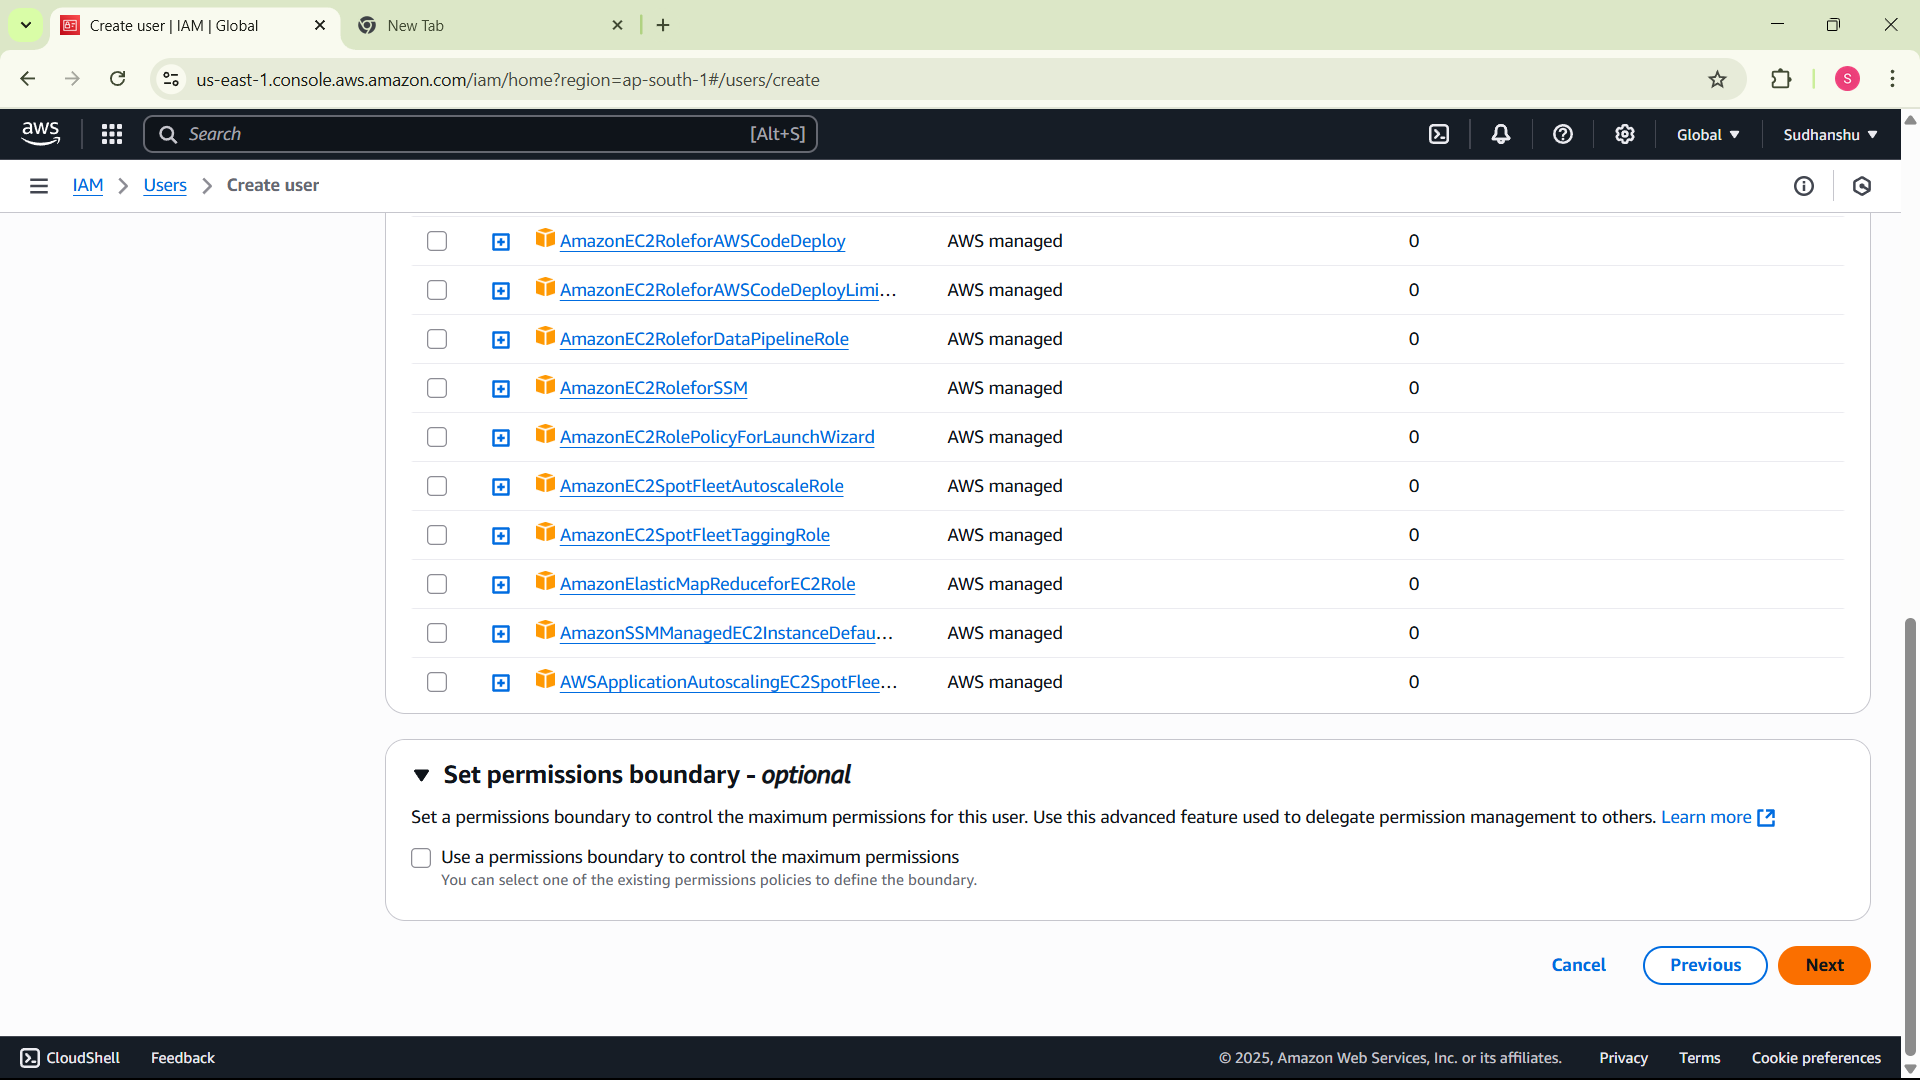 Create user | IAM | Global
New Tab
us-east-1.console.aws.amazon.com/iam/home?region=ap-south-1#/users/create
S
aws
Search
[Alt+S]
Global
Sudhanshu
IAM
Users
Create user
AmazonEC2RoleforAWSCodeDeploy AWS managed 0
AmazonEC2RoleforAWSCodeDeployLimi... AWS managed 0
AmazonEC2RoleforDataPipelineRole AWS managed 0
AmazonEC2RoleforSSM AWS managed 0
AmazonEC2RolePolicyForLaunchWizard AWS managed 0
AmazonEC2SpotFleetAutoscaleRole AWS managed 0
AmazonEC2SpotFleetTaggingRole AWS managed 0
AmazonElasticMapReduceforEC2Role AWS managed 0
AmazonSSMManagedEC2InstanceDefau... AWS managed 0
AWSApplicationAutoscalingEC2SpotFlee... AWS managed 0
Set permissions boundary - optional
Set a permissions boundary to control the maximum permissions for this user. Use this advanced feature used to delegate permission management to others. Learn more
Use a permissions boundary to control the maximum permissions
You can select one of the existing permissions policies to define the boundary.
Cancel
Previous
Next
CloudShell
Feedback
© 2025, Amazon Web Services, Inc. or its affiliates.
Privacy
Terms
Cookie preferences